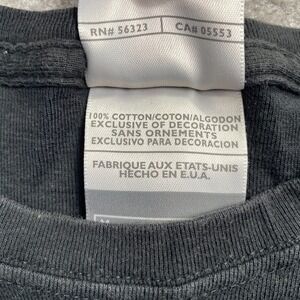 RN# 56323 CA# 05553
100% COTTON/COTON/ALGODON
EXCLUSIVE OF DECORATION
SANS ORNEMENTS
EXCLUSIVO PARA DECORACION
FABRIQUE AUX ETATS-UNIS
HECHO EN E.U.A.